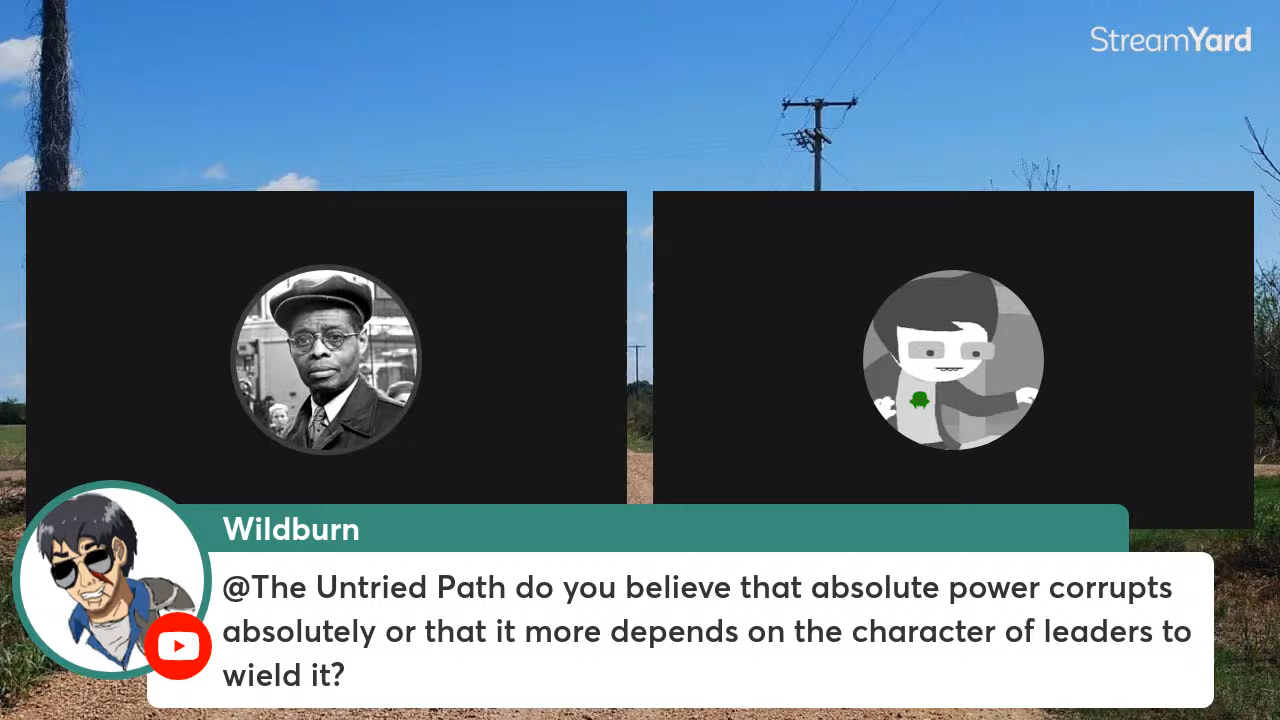 StreamYard
Wildburn
@The Untried Path do you believe that absolute power corrupts
absolutely or that it more depends on the character of leaders to
wield it?